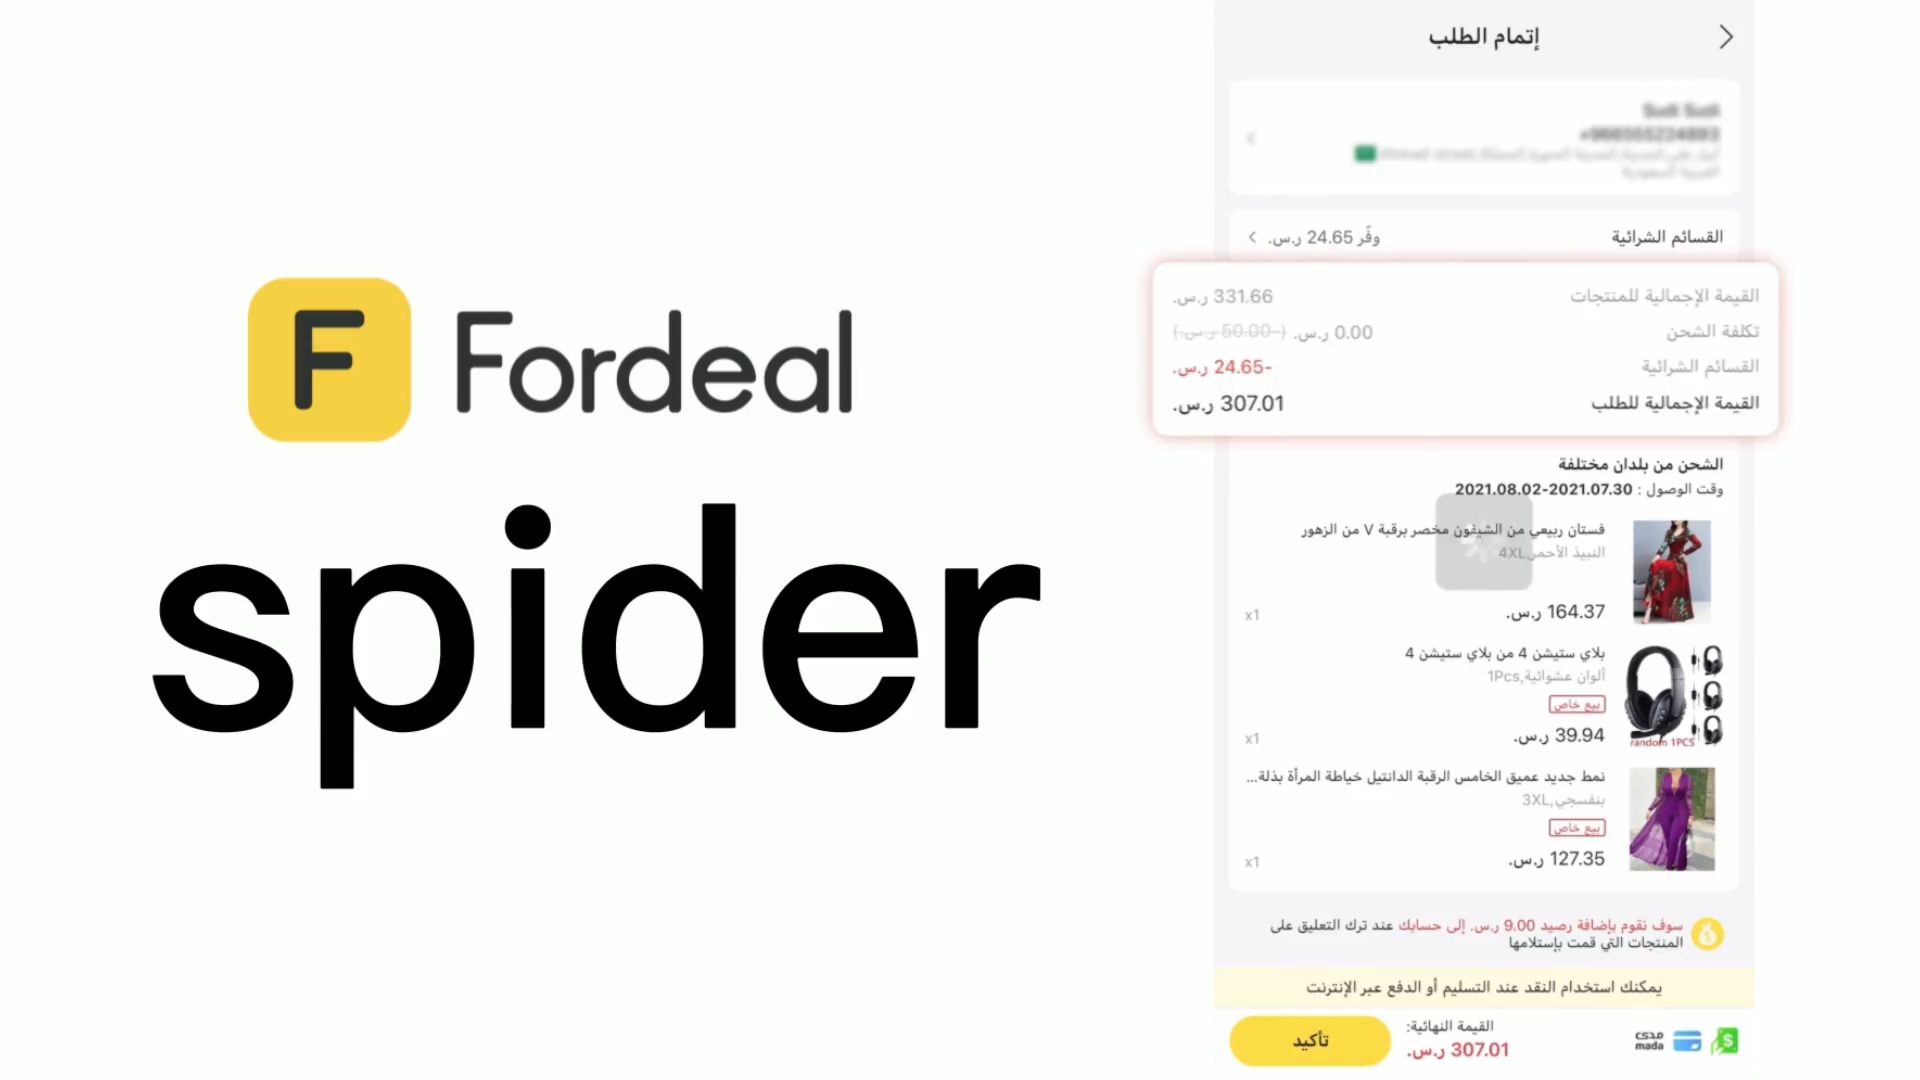 F Fordeal
spider
إتمام الطلب
القسائم الشرائية وفّر 24.65 ر.س.
القيمة الإجمالية للمنتجات 331.66 ر.س.
تكلفة الشحن 0.00 ر.س. (-50.00 ر.س.)
القسائم الشرائية -24.65 ر.س.
القيمة الإجمالية للطلب 307.01 ر.س.
الشحن من بلدان مختلفة
وقت الوصول : 2021.07.30-2021.08.02
فستان ربيعي من الشيفون مخصر برقبة V من الزهور
النبيذ الأحمر,4XL
164.37 ر.س. x1
بلاي ستيشن 4 من بلاي ستيشن 4
ألوان عشوائية,1Pcs
بيع خاص
39.94 ر.س. x1
random 1PCS
نمط جديد عميق الخامس الرقبة الدانتيل خياطة المرأة بذلة...
بنفسجي,3XL
بيع خاص
127.35 ر.س. x1
سوف نقوم بإضافة رصيد 9.00 ر.س. إلى حسابك عند ترك التعليق على
المنتجات التي قمت بإستلامها
يمكنك استخدام النقد عند التسليم أو الدفع عبر الإنترنت
القيمة النهائية:
307.01 ر.س.
تأكيد
مدى
mada